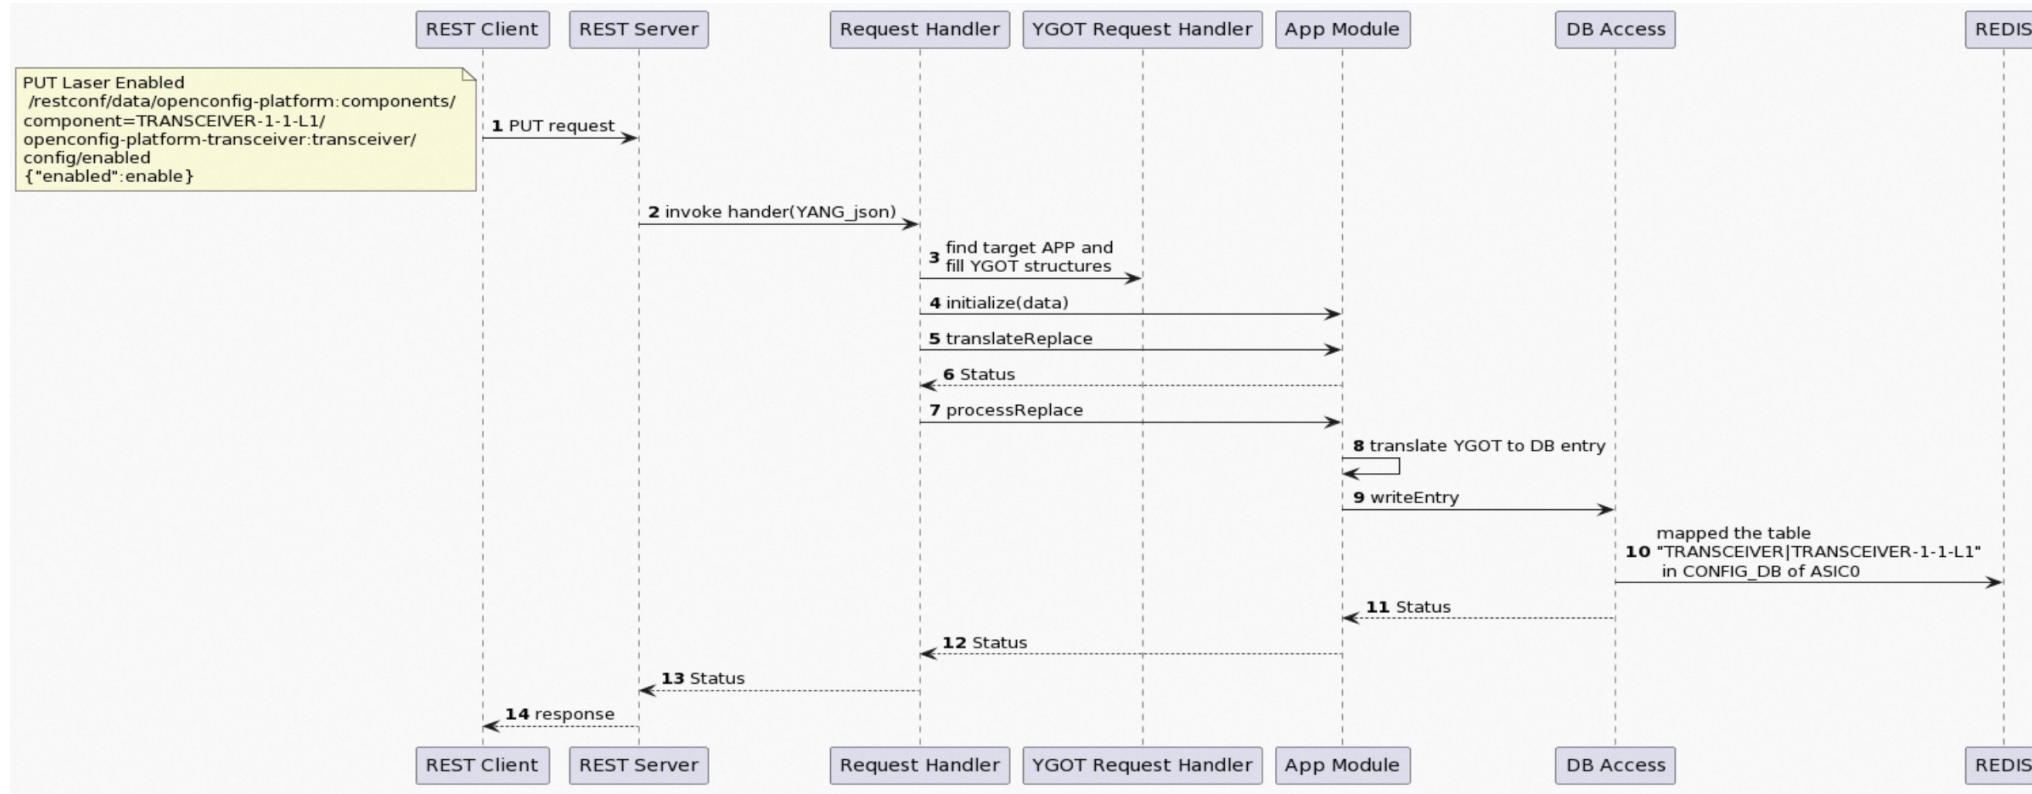 REST Client REST Server Request Handler YGOT Request Handler App Module DB Access REDIS
PUT Laser Enabled
/restconf/data/openconfig-platform:components/
component=TRANSCEIVER-1-1-L1/
openconfig-platform-transceiver:transceiver/
config/enabled
{"enabled":enable}
1 PUT request
2 invoke hander(YANG_json)
3 find target APP and
fill YGOT structures
4 initialize(data)
5 translateReplace
6 Status
7 processReplace
8 translate YGOT to DB entry
9 writeEntry
mapped the table
10 "TRANSCEIVER|TRANSCEIVER-1-1-L1"
in CONFIG_DB of ASIC0
11 Status
12 Status
13 Status
14 response
REST Client REST Server Request Handler YGOT Request Handler App Module DB Access REDIS